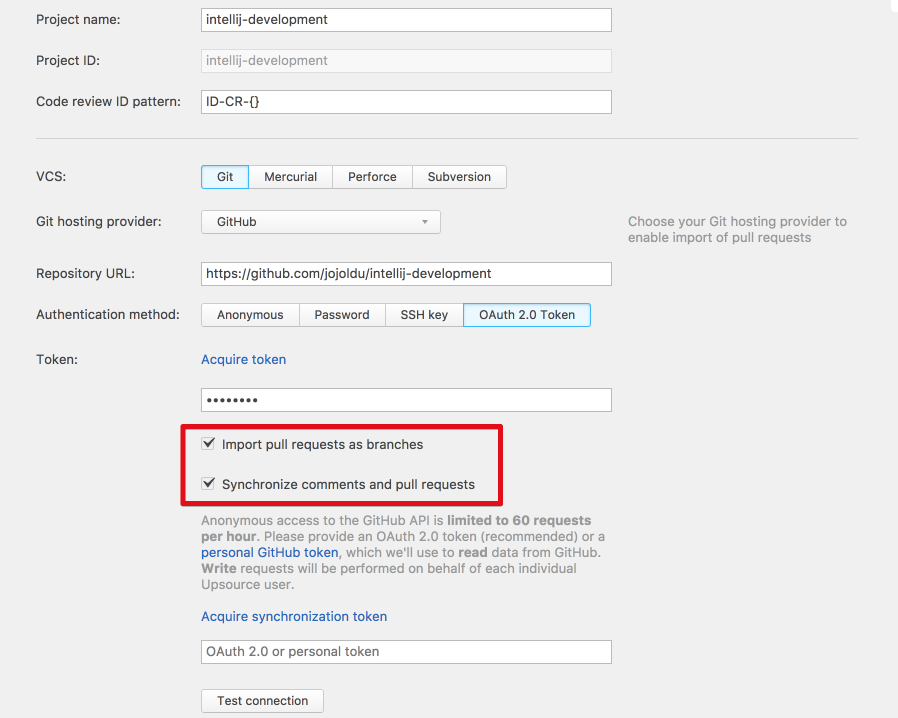 Project name: intellij-development
Project ID: intellij-development
Code review ID pattern: ID-CR-{}
VCS: Git Mercurial Perforce Subversion
Git hosting provider: GitHub
Choose your Git hosting provider to
enable import of pull requests
Repository URL: https://github.com/jojoldu/intellij-development
Authentication method: Anonymous Password SSH key OAuth 2.0 Token
Token: Acquire token
••••••••
Import pull requests as branches
Synchronize comments and pull requests
Anonymous access to the GitHub API is limited to 60 requests
per hour. Please provide an OAuth 2.0 token (recommended) or a
personal GitHub token, which we'll use to read data from GitHub.
Write requests will be performed on behalf of each individual
Upsource user.
Acquire synchronization token
OAuth 2.0 or personal token
Test connection